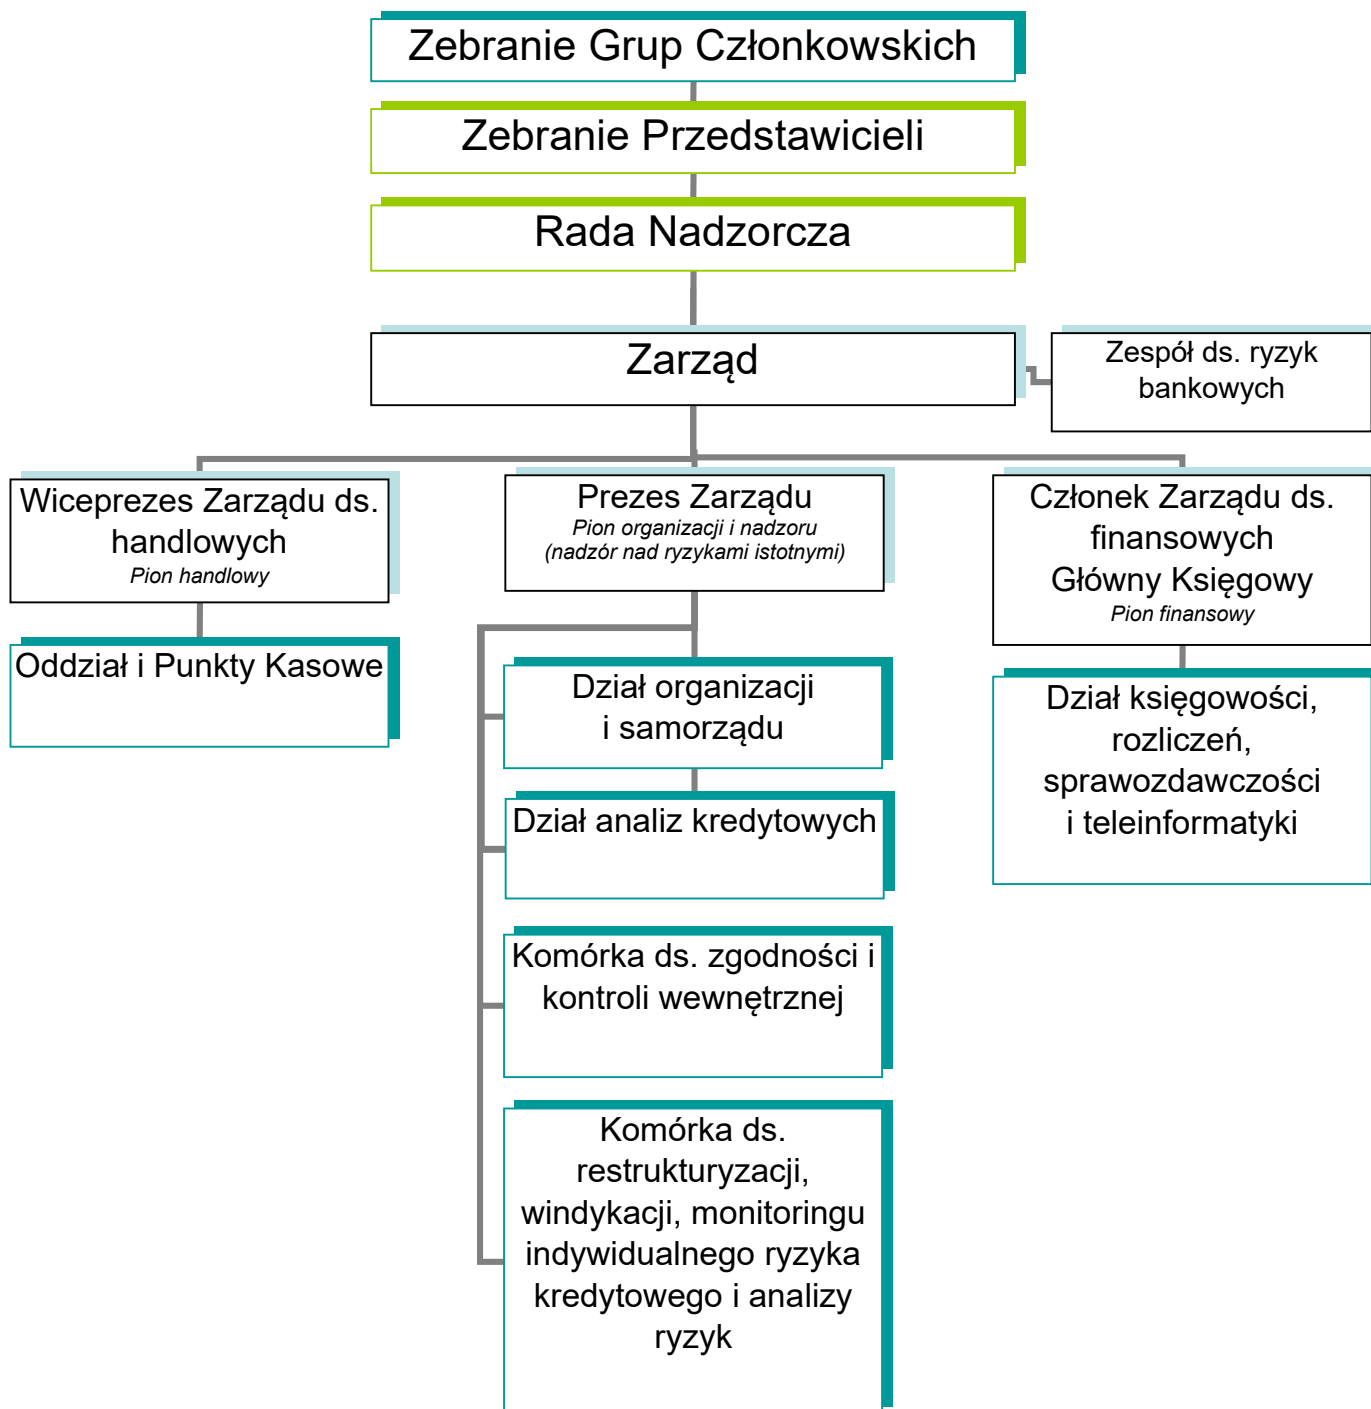 Zebranie Grup Członkowskich
Zebranie Przedstawicieli
Rada Nadzorcza
Zarząd
Zespół ds. ryzyk
bankowych
Wiceprezes Zarządu ds.
handlowych
Pion handlowy
Prezes Zarządu
Pion organizacji i nadzoru
(nadzór nad ryzykami istotnymi)
Członek Zarządu ds.
finansowych
Główny Księgowy
Pion finansowy
Oddział i Punkty Kasowe
Dział organizacji
i samorządu
Dział księgowości,
rozliczeń,
sprawozdawczości
i teleinformatyki
Dział analiz kredytowych
Komórka ds. zgodności i
kontroli wewnętrznej
Komórka ds.
restrukturyzacji,
windykacji, monitoringu
indywidualnego ryzyka
kredytowego i analizy
ryzyk